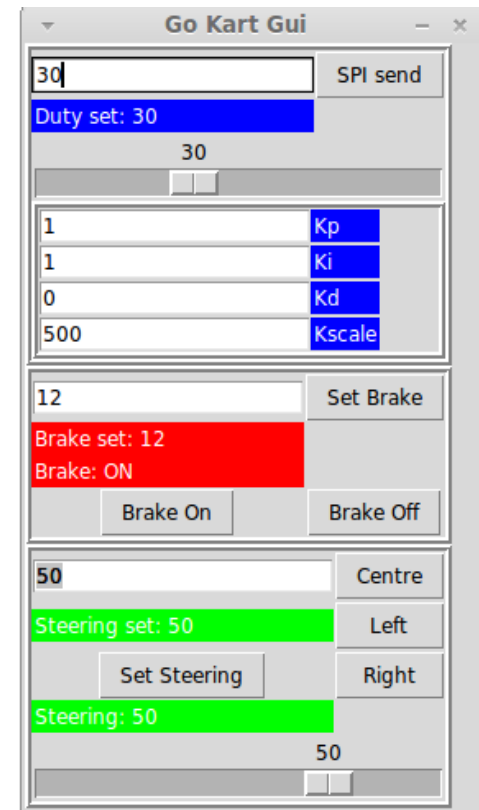 Go Kart Gui
30 SPI send
Duty set: 30
30
1 Kp
1 Ki
0 Kd
500 Kscale
12 Set Brake
Brake set: 12
Brake: ON
Brake On Brake Off
50 Centre
Steering set: 50 Left
Set Steering Right
Steering: 50
50